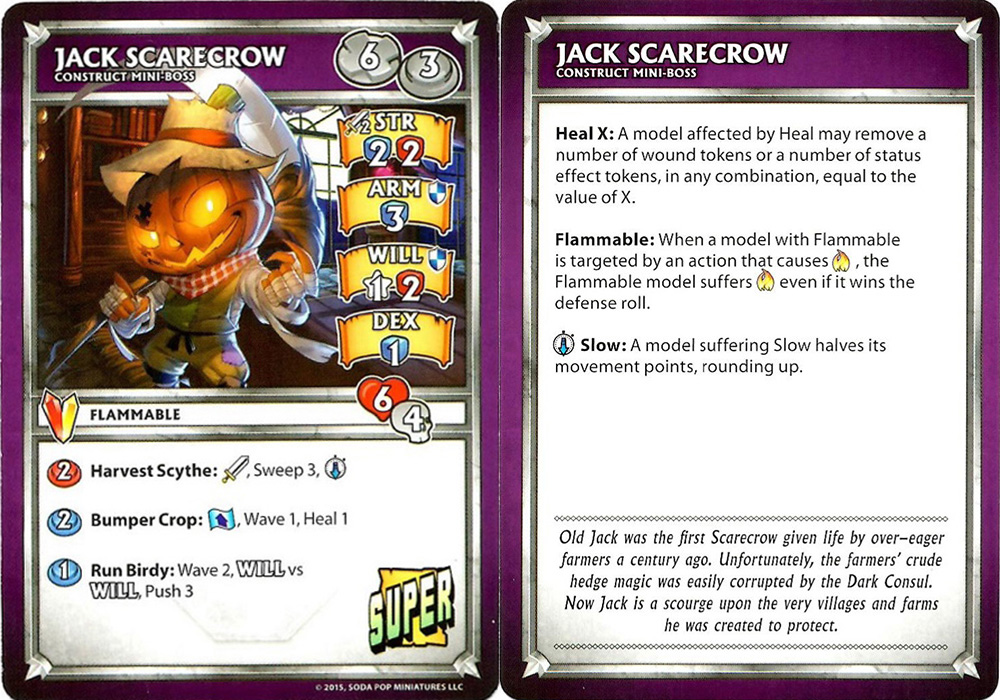 JACK SCARECROW
CONSTRUCT MINI-BOSS
6
3
2 STR
2 2
ARM
3
WILL
1 2
DEX
1
6
4
FLAMMABLE
2 Harvest Scythe: , Sweep 3,
2 Bumper Crop: , Wave 1, Heal 1
1 Run Birdy: Wave 2, WILL vs
WILL, Push 3
SUPER
© 2015, SODA POP MINIATURES LLC
JACK SCARECROW
CONSTRUCT MINI-BOSS
Heal X: A model affected by Heal may remove a
number of wound tokens or a number of status
effect tokens, in any combination, equal to the
value of X.
Flammable: When a model with Flammable
is targeted by an action that causes , the
Flammable model suffers even if it wins the
defense roll.
Slow: A model suffering Slow halves its
movement points, rounding up.
Old Jack was the first Scarecrow given life by over-eager
farmers a century ago. Unfortunately, the farmers' crude
hedge magic was easily corrupted by the Dark Consul.
Now Jack is a scourge upon the very villages and farms
he was created to protect.